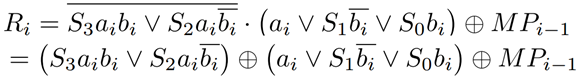 $R_i = \overline{S_3 a_i b_i \vee S_2 a_i \overline{b_i}} \cdot (a_i \vee S_1 \overline{b_i} \vee S_0 b_i) \oplus MP_{i-1}$
$= (S_3 a_i b_i \vee S_2 a_i \overline{b_i}) \oplus (a_i \vee S_1 \overline{b_i} \vee S_0 b_i) \oplus MP_{i-1}$